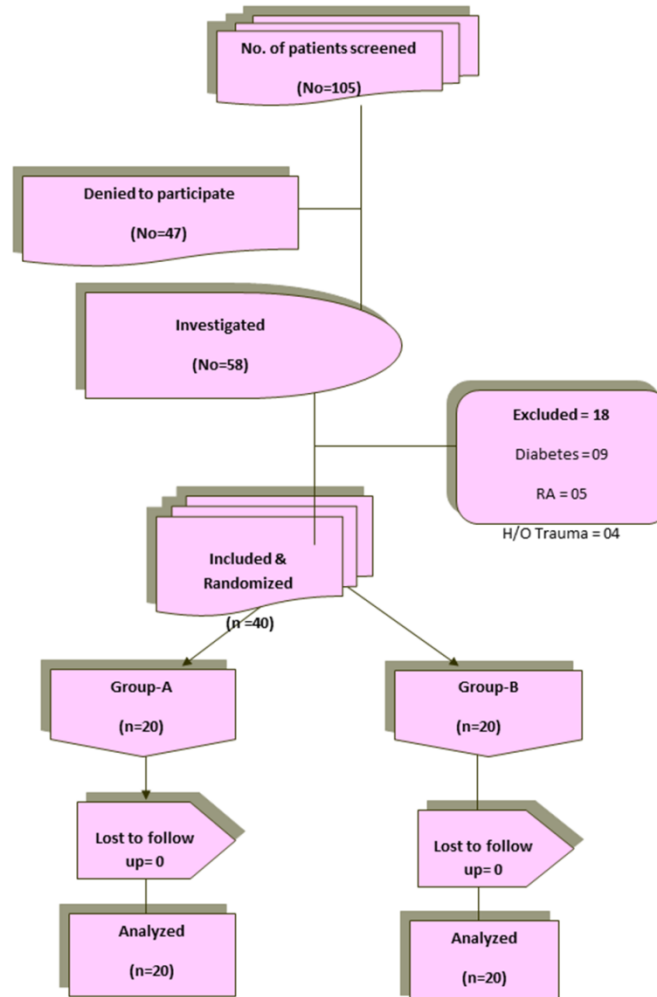 No. of patients screened
(No=105)
Denied to participate
(No=47)
Investigated
(No=58)
Excluded = 18
Diabetes = 09
RA = 05
H/O Trauma = 04
Included &
Randomized
(n =40)
Group-A
(n=20)
Group-B
(n=20)
Lost to follow
up= 0
Lost to follow
up= 0
Analyzed
(n=20)
Analyzed
(n=20)